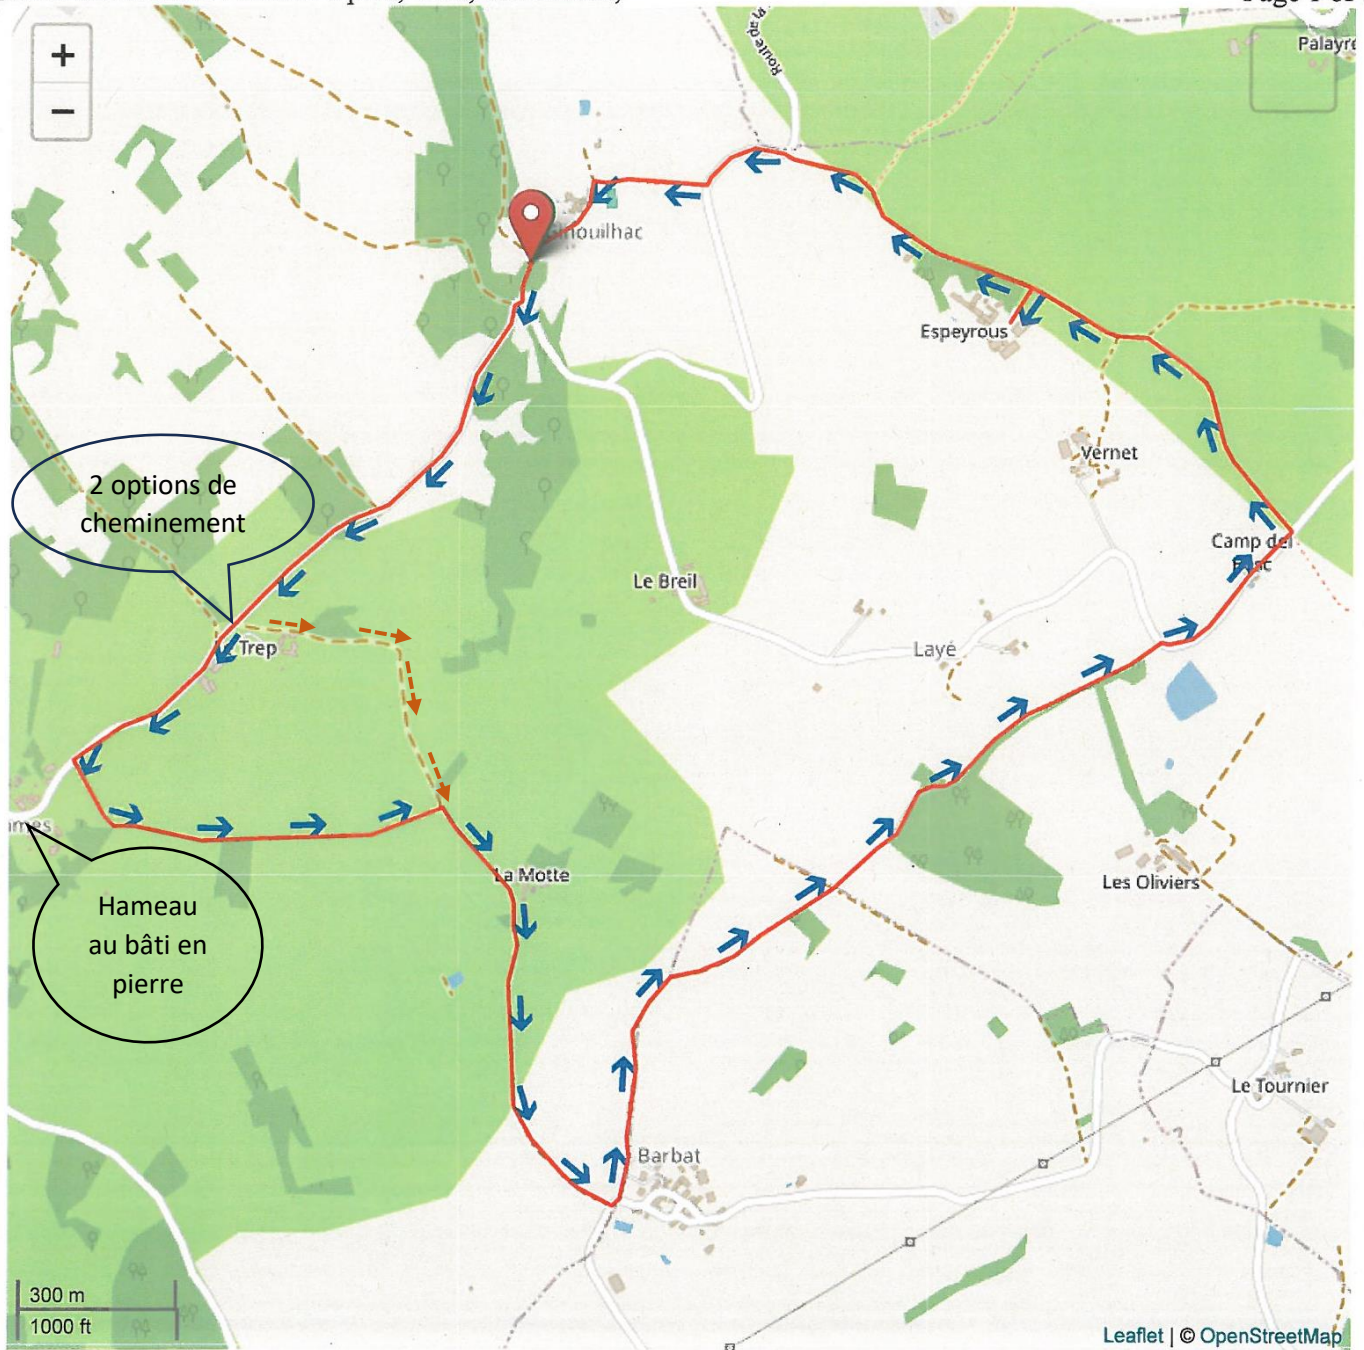 +
Route de la
Palayre
−
Ginouilhac
Espeyrous
Vernet
2 options de
cheminement
Camp del
Le Breil
Trep
Layé
La Motte
Les Oliviers
Hameau
au bâti en
pierre
Le Tournier
Barbat
300 m
1000 ft
Leaflet | © OpenStreetMap